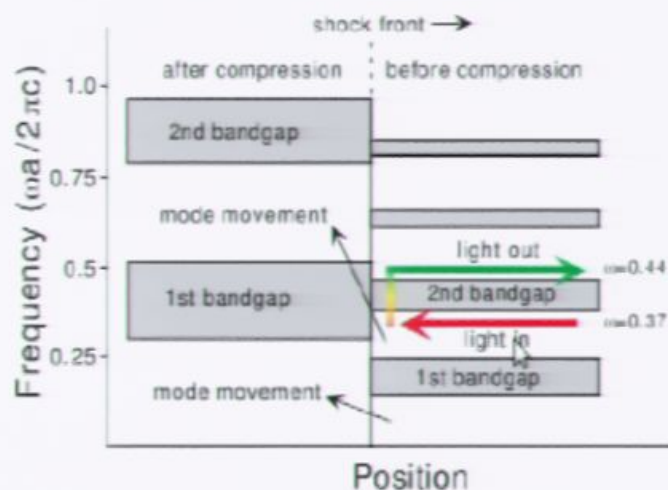 shock front
after compression
before compression
1.0
2nd bandgap
0.75
mode movement
light out
0.5
ω=0.44
1st bandgap
2nd bandgap
ω=0.37
light in
0.25
1st bandgap
mode movement
Frequency (ωa/2πc)
Position